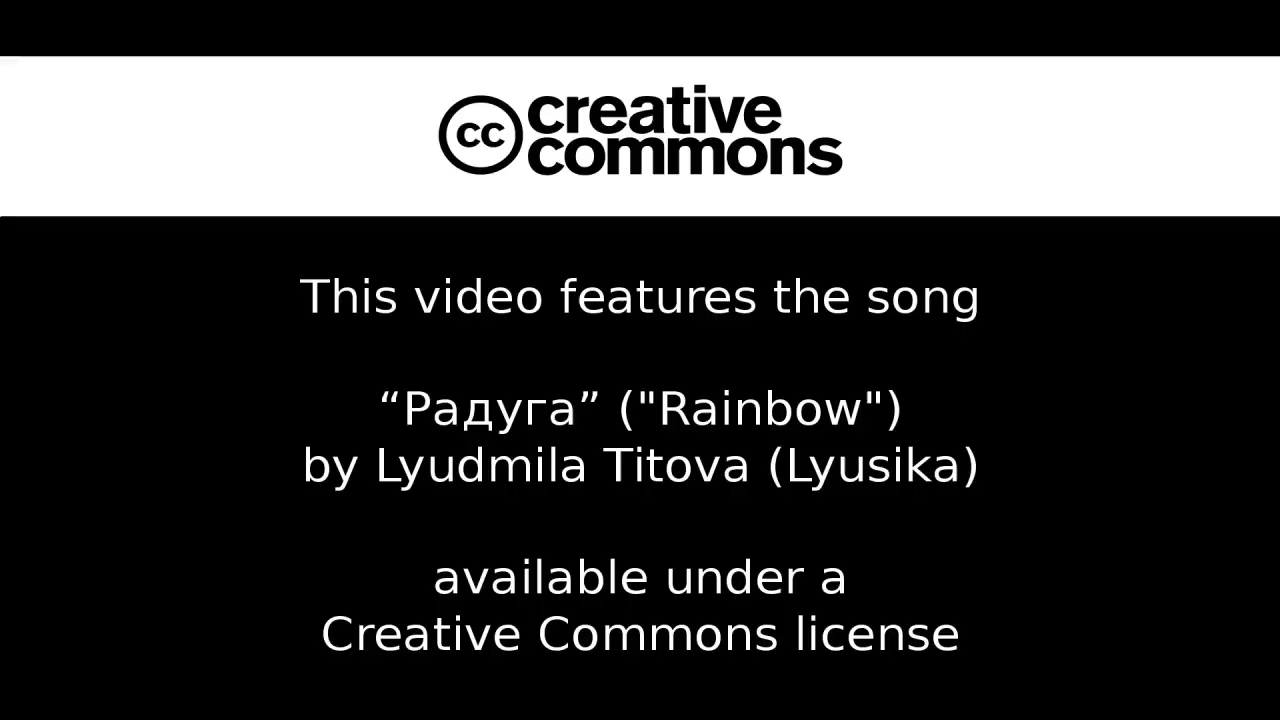 cc creative
commons
This video features the song
“Радуга” ("Rainbow")
by Lyudmila Titova (Lyusika)
available under a
Creative Commons license